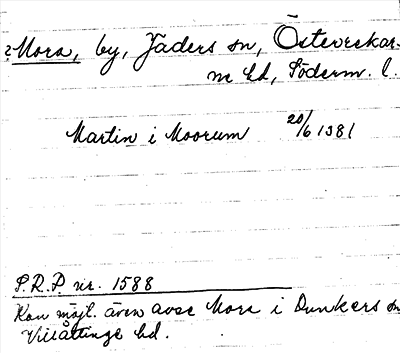 ?Mora, by, Jäders sn, Österrekar-
ne hd, Söderm. l.
Martin i Moorum 20/6 1381
P.R.P. nr. 1588
Kan möjl. även avse Mora i Dunkers sn
Villåttinge hd.